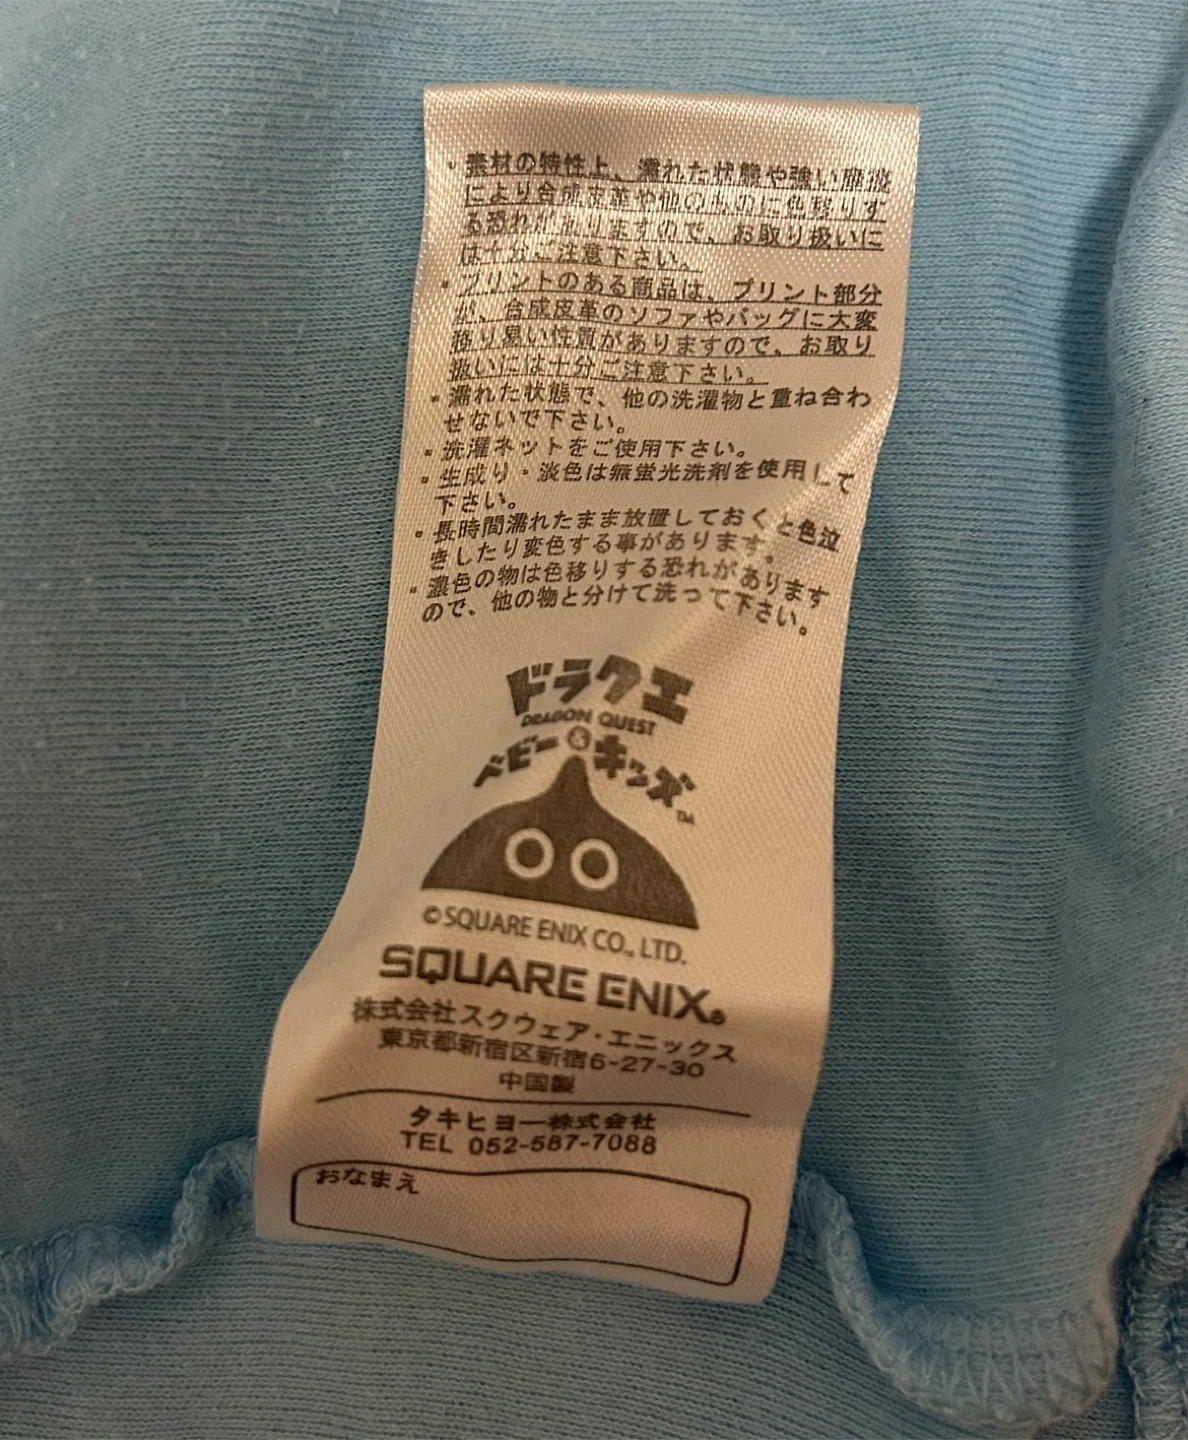 ・素材の特性上、濡れた状態や強い摩擦
により合成皮革や他のものに色移りす
る恐れがありますので、お取り扱いに
は十分ご注意下さい。
・プリントのある商品は、プリント部分
が、合成皮革のソファやバッグに大変
移り易い性質がありますので、お取り
扱いには十分ご注意下さい。
・濡れた状態で、他の洗濯物と重ね合わ
せないで下さい。
・洗濯ネットをご使用下さい。
・生成り・淡色は無蛍光洗剤を使用して
下さい。
・長時間濡れたまま放置しておくと色泣
きしたり変色する事があります。
・濃色の物は色移りする恐れがあります
ので、他の物と分けて洗って下さい。
ドラクエ
DRAGON QUEST
ベビー&キッズ™
©SQUARE ENIX CO., LTD.
SQUARE ENIX®
株式会社スクウェア・エニックス
東京都新宿区新宿6-27-30
中国製
タキヒヨー株式会社
TEL 052-587-7088
おなまえ